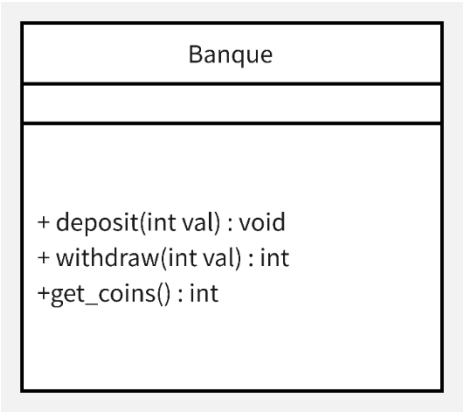 Banque
+ deposit(int val) : void
+ withdraw(int val) : int
+get_coins() : int